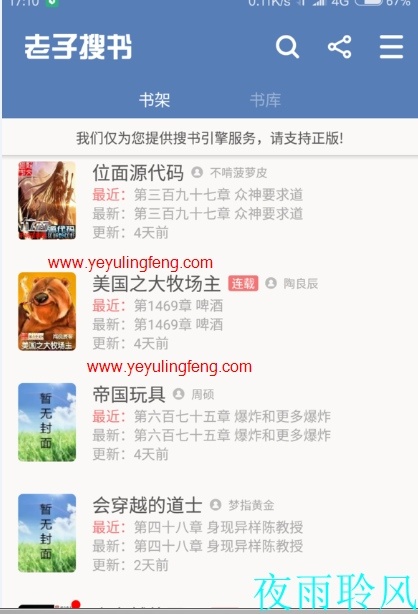 17:10
0.11K/s 4G 67%
老子搜书
书架 书库
我们仅为您提供搜书引擎服务，请支持正版!
位面源代码 不啃菠萝皮
最近：第三百九十七章 众神要求道
最新：第三百九十七章 众神要求道
更新：4天前
源代码
www.yeyulingfeng.com
美国之大牧场主 连载 陶良辰
最近：第1469章 啤酒
最新：第1469章 啤酒
更新：4天前
美国之大牧场主
www.yeyulingfeng.com
帝国玩具 周硕
最近：第六百七十五章 爆炸和更多爆炸
最新：第六百七十五章 爆炸和更多爆炸
更新：4天前
暂无封面
会穿越的道士 梦指黄金
最近：第四十八章 身现异样陈教授
最新：第四十八章 身现异样陈教授
更新：2天前
暂无封面
夜雨聆风